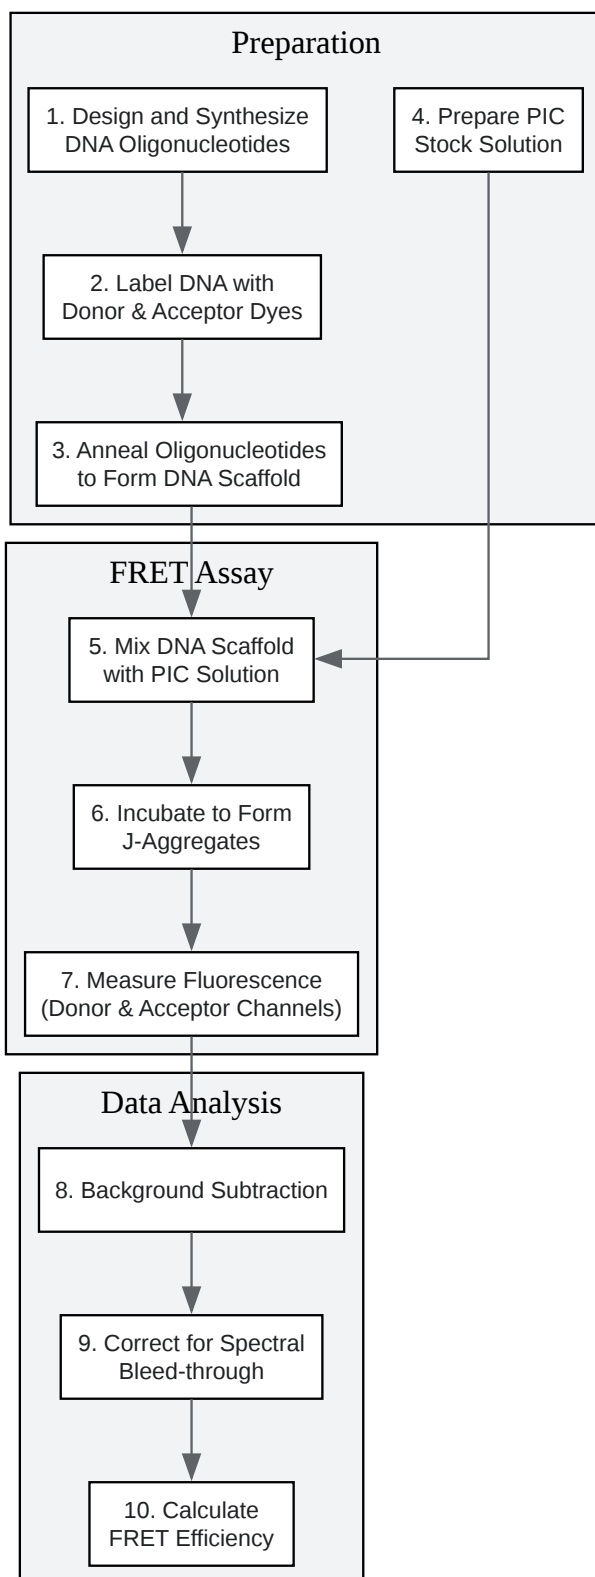 Preparation
1. Design and Synthesize
DNA Oligonucleotides
4. Prepare PIC
Stock Solution
2. Label DNA with
Donor & Acceptor Dyes
3. Anneal Oligonucleotides
to Form DNA Scaffold
FRET Assay
5. Mix DNA Scaffold
with PIC Solution
6. Incubate to Form
J-Aggregates
7. Measure Fluorescence
(Donor & Acceptor Channels)
Data Analysis
8. Background Subtraction
9. Correct for Spectral
Bleed-through
10. Calculate
FRET Efficiency